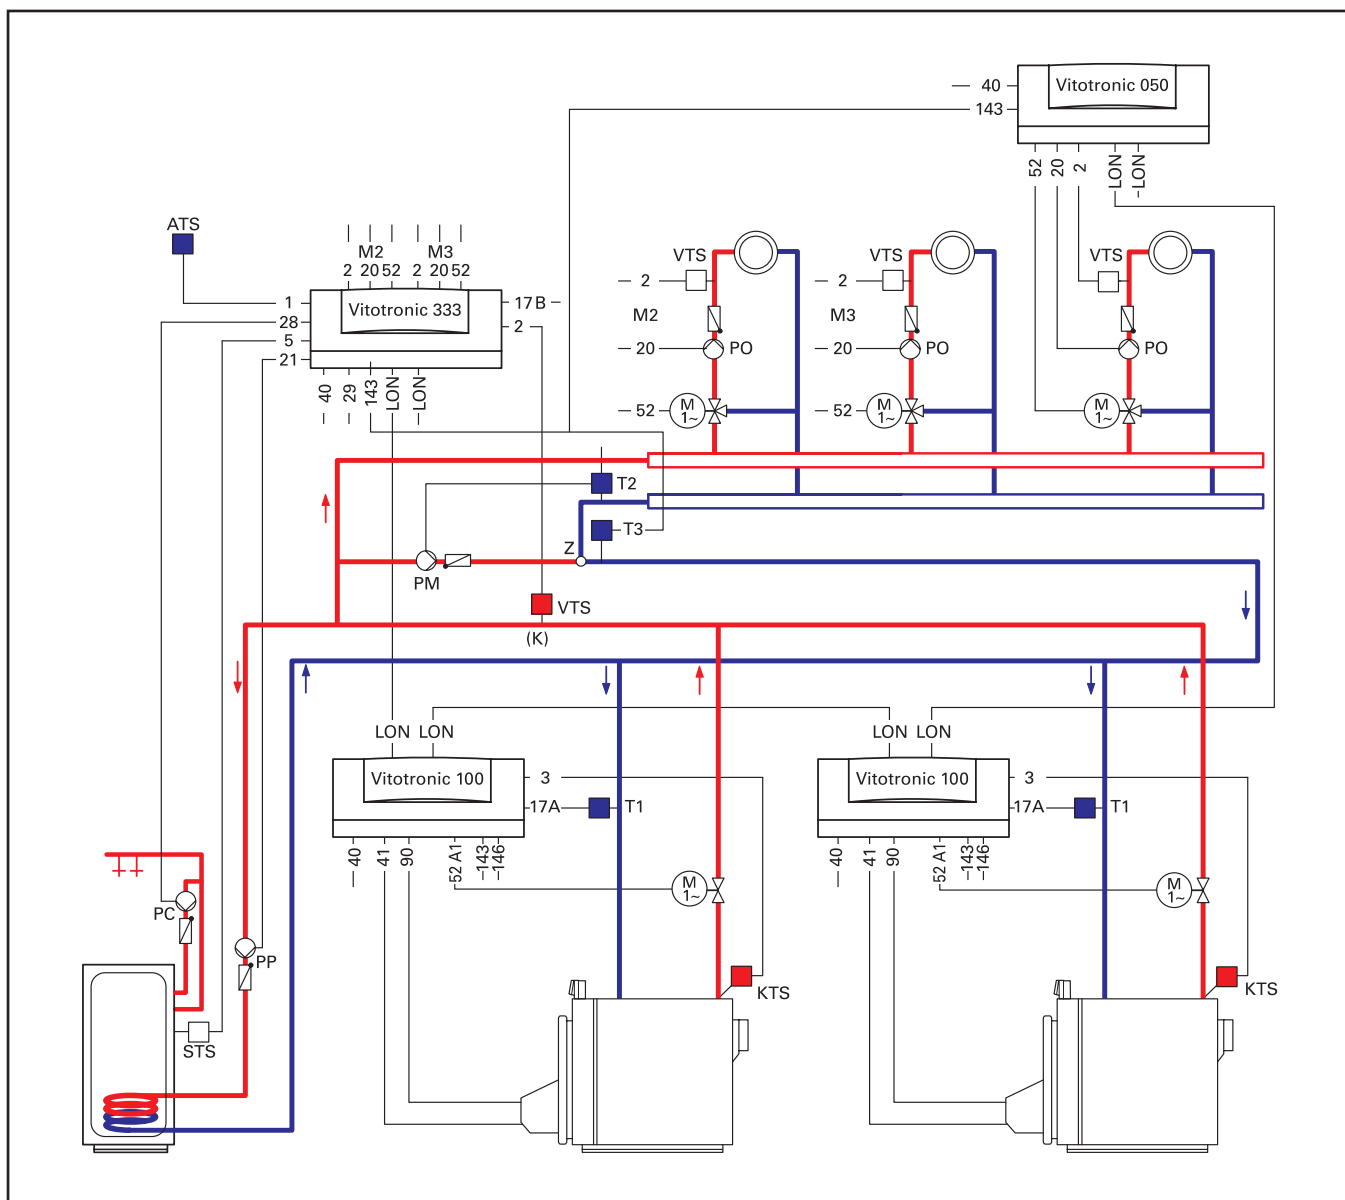 40
Vitotronic 050
143
52
20
2
LON
LON
ATS
M2
M3
2
20
52
2
20
52
1
Vitotronic 333
17B
28
2
5
21
40
29
143
LON
LON
VTS
VTS
VTS
2
2
M2
M3
20
PO
20
PO
PO
52
M
1~
52
M
1~
M
1~
T2
T3
Z
PM
VTS
(K)
LON
LON
LON
LON
Vitotronic 100
3
Vitotronic 100
3
17A
T1
17A
T1
40
41
90
52 A1
143
146
40
41
90
52 A1
143
146
M
1~
M
1~
PC
PP
KTS
KTS
STS